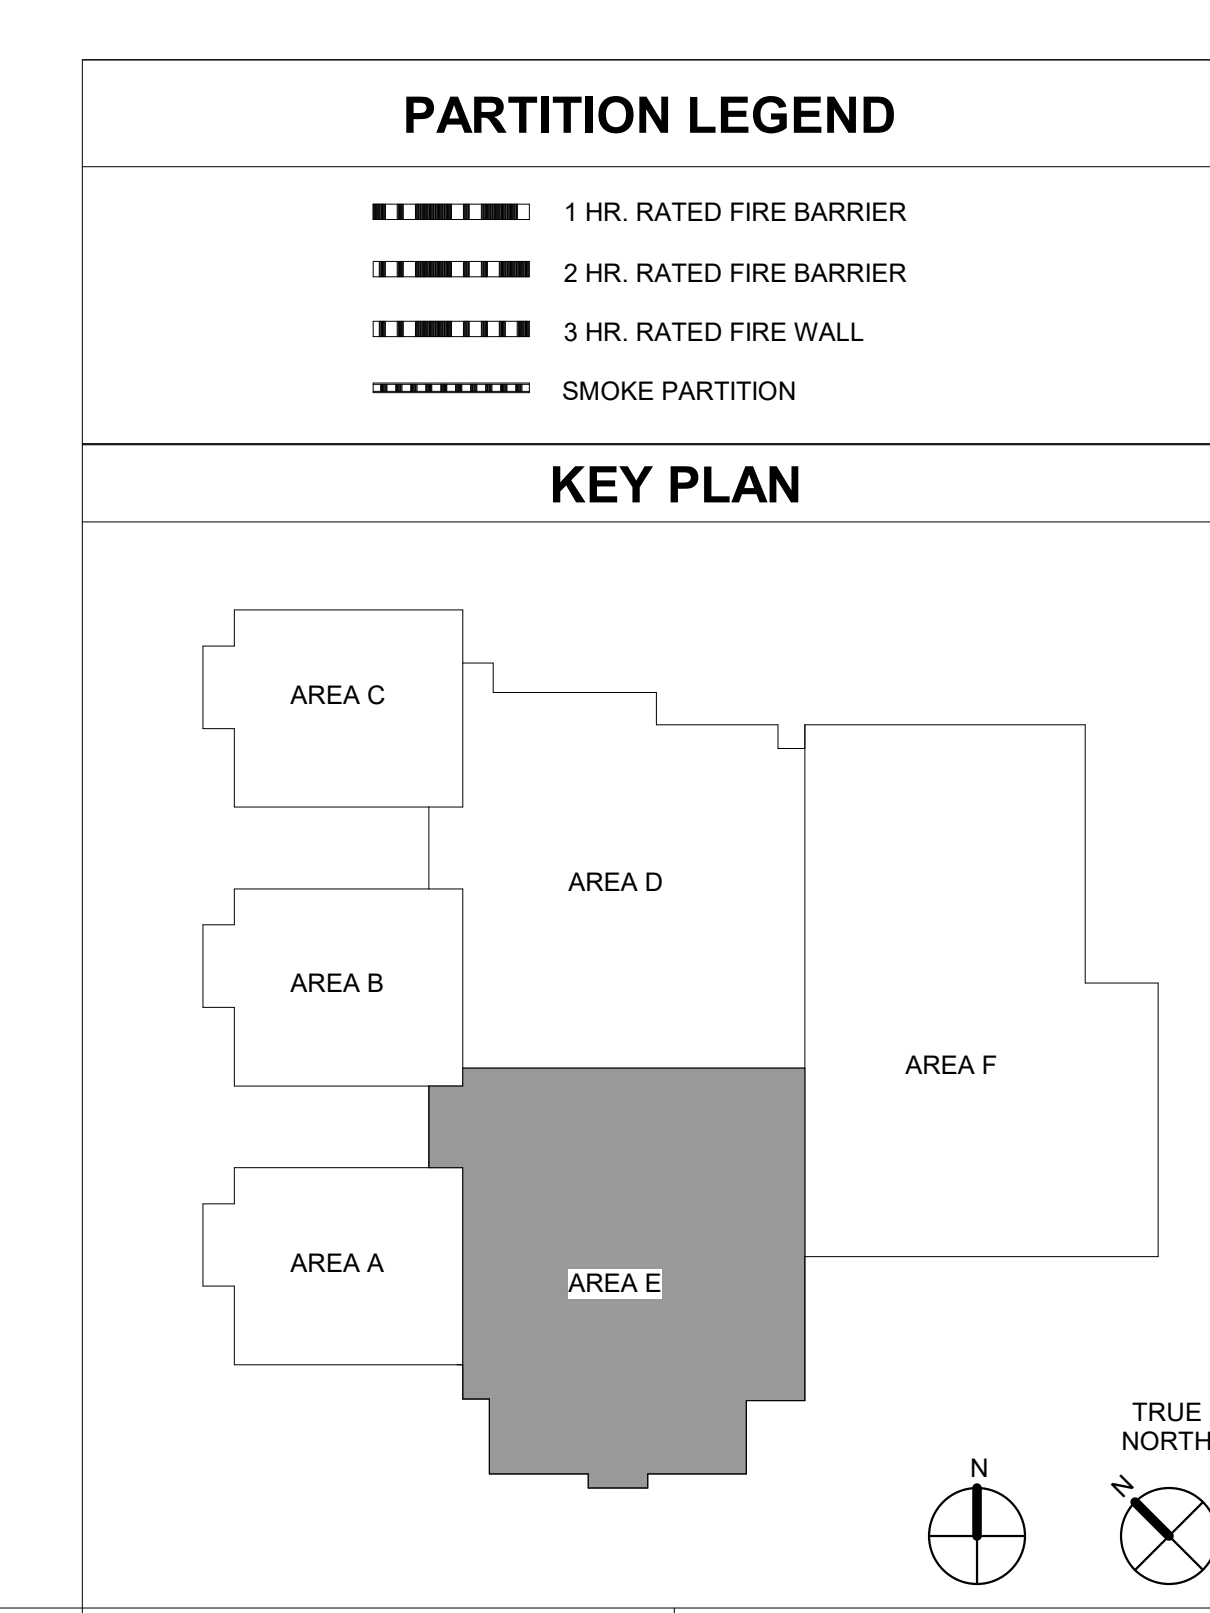 PARTITION LEGEND
1 HR. RATED FIRE BARRIER
2 HR. RATED FIRE BARRIER
3 HR. RATED FIRE WALL
SMOKE PARTITION
KEY PLAN
AREA C
AREA D
AREA B
AREA F
AREA A
AREA E
TRUE
NORTH
N
N